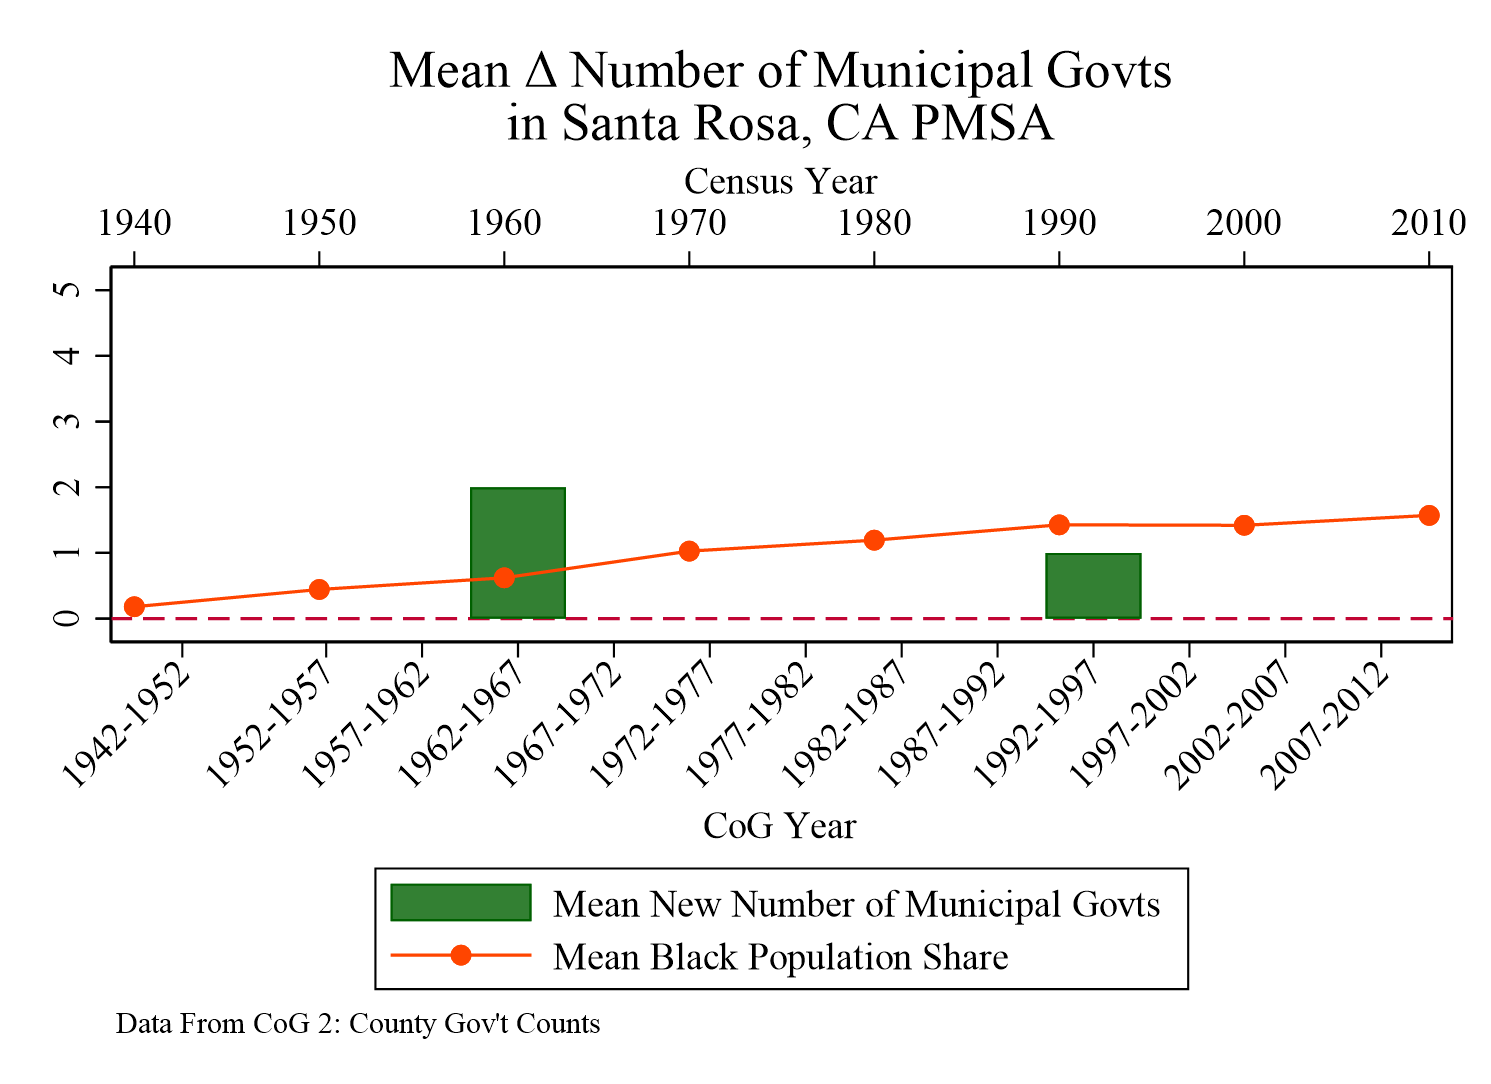 Mean Δ Number of Municipal Govts
in Santa Rosa, CA PMSA
Census Year
1940 1950 1960 1970 1980 1990 2000 2010
5
4
3
2
1
0
1942-1952 1952-1957 1957-1962 1962-1967 1967-1972 1972-1977 1977-1982 1982-1987 1987-1992 1992-1997 1997-2002 2002-2007 2007-2012
CoG Year
Mean New Number of Municipal Govts
Mean Black Population Share
Data From CoG 2: County Gov't Counts